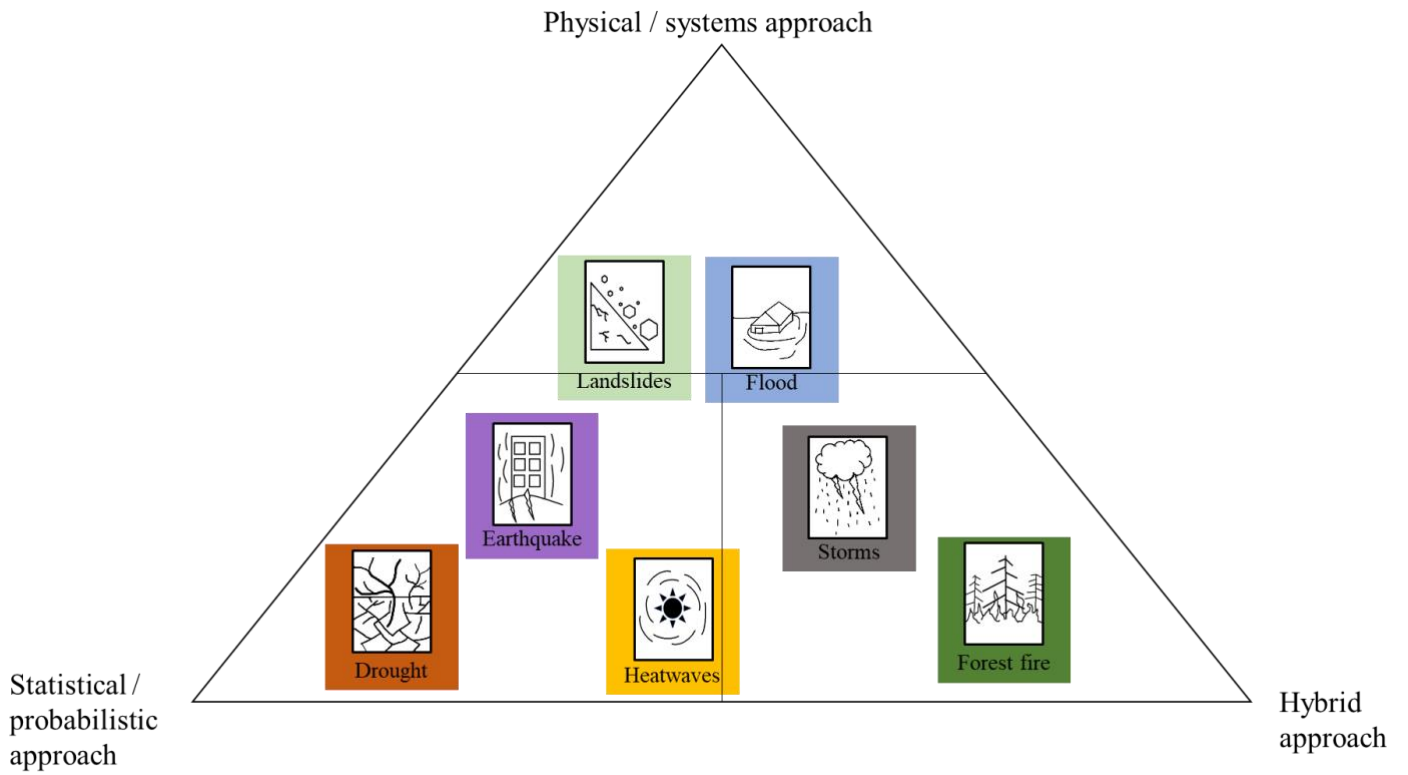 Physical / systems approach
Landslides
Flood
Earthquake
Storms
Drought
Heatwaves
Forest fire
Statistical /
probabilistic
approach
Hybrid
approach